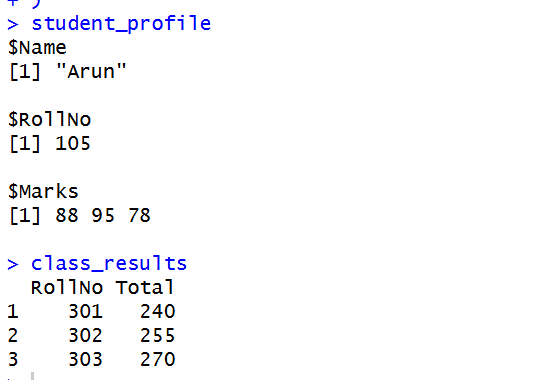 + )
> student_profile
$Name
[1] "Arun"

$RollNo
[1] 105

$Marks
[1] 88 95 78

> class_results
  RollNo Total
1    301   240
2    302   255
3    303   270
>